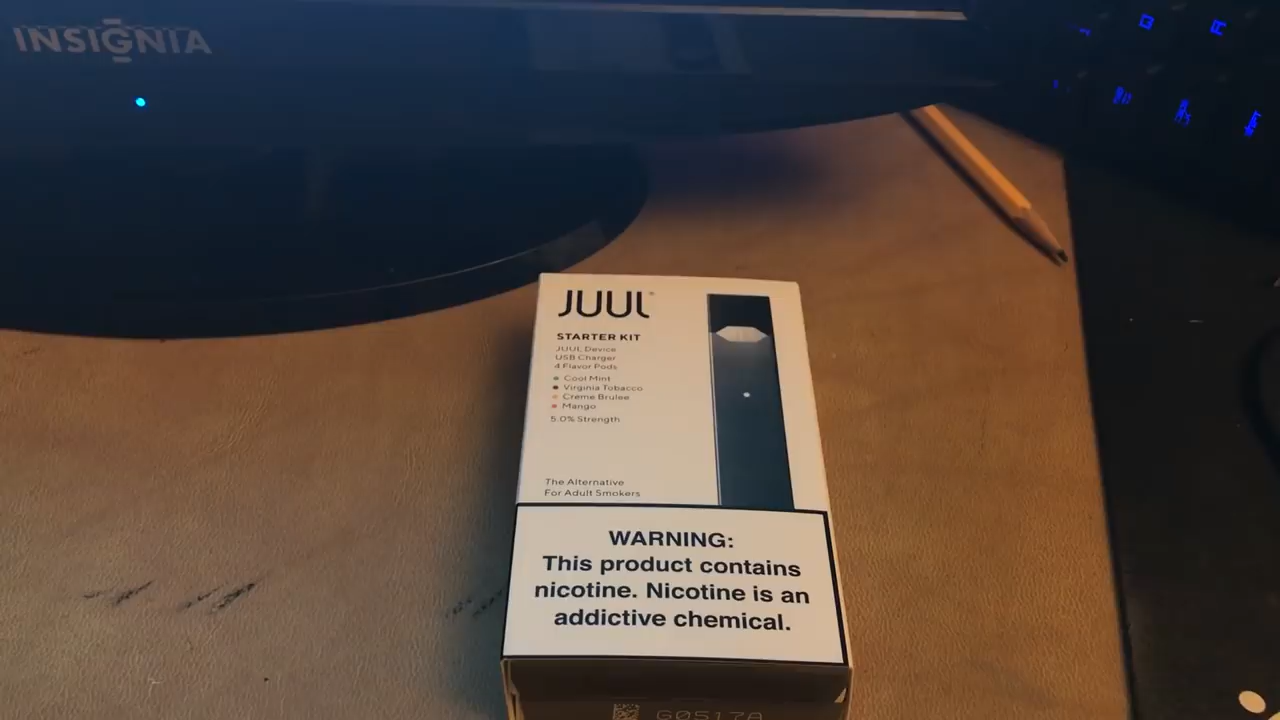 INSIGNIA
JUUL
STARTER KIT
JUUL Device
USB Charger
4 Flavor Pods
Cool Mint
Virginia Tobacco
Creme Brulee
Mango
5.0% Strength
The Alternative
For Adult Smokers
WARNING:
This product contains
nicotine. Nicotine is an
addictive chemical.
G0517A